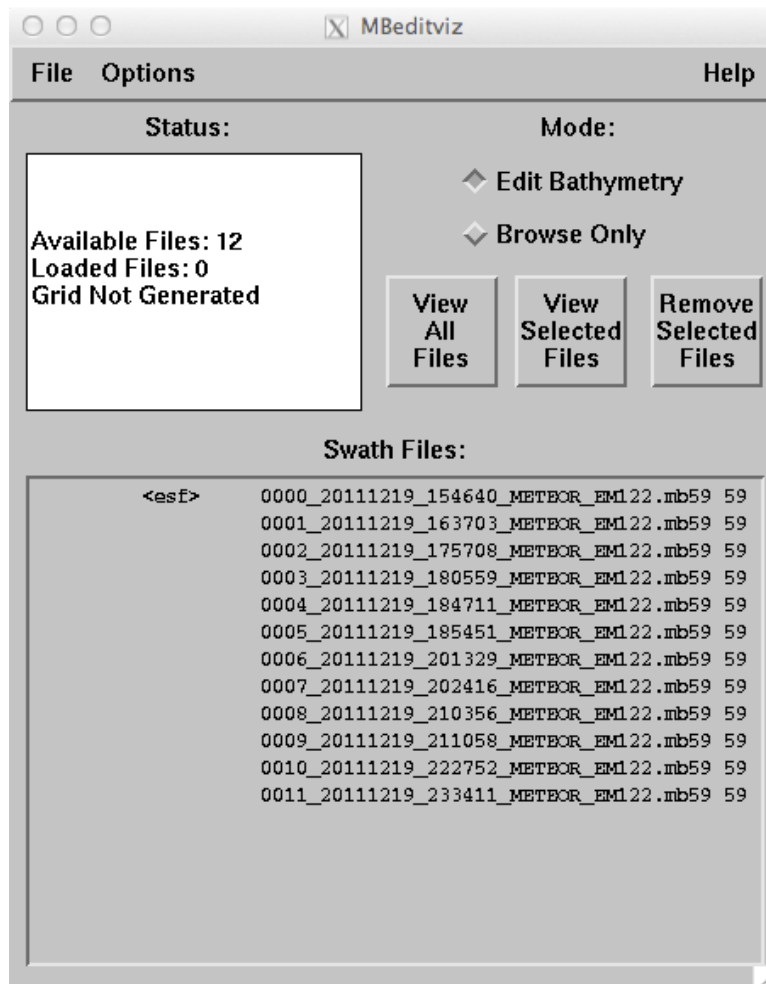 MBeditviz
File Options Help
Status:
Available Files: 12
Loaded Files: 0
Grid Not Generated
Mode:
Edit Bathymetry
Browse Only
View
All
Files
View
Selected
Files
Remove
Selected
Files
Swath Files:
<esf> 0000_20111219_154640_METEOR_EM122.mb59 59
0001_20111219_163703_METEOR_EM122.mb59 59
0002_20111219_175708_METEOR_EM122.mb59 59
0003_20111219_180559_METEOR_EM122.mb59 59
0004_20111219_184711_METEOR_EM122.mb59 59
0005_20111219_185451_METEOR_EM122.mb59 59
0006_20111219_201329_METEOR_EM122.mb59 59
0007_20111219_202416_METEOR_EM122.mb59 59
0008_20111219_210356_METEOR_EM122.mb59 59
0009_20111219_211058_METEOR_EM122.mb59 59
0010_20111219_222752_METEOR_EM122.mb59 59
0011_20111219_233411_METEOR_EM122.mb59 59